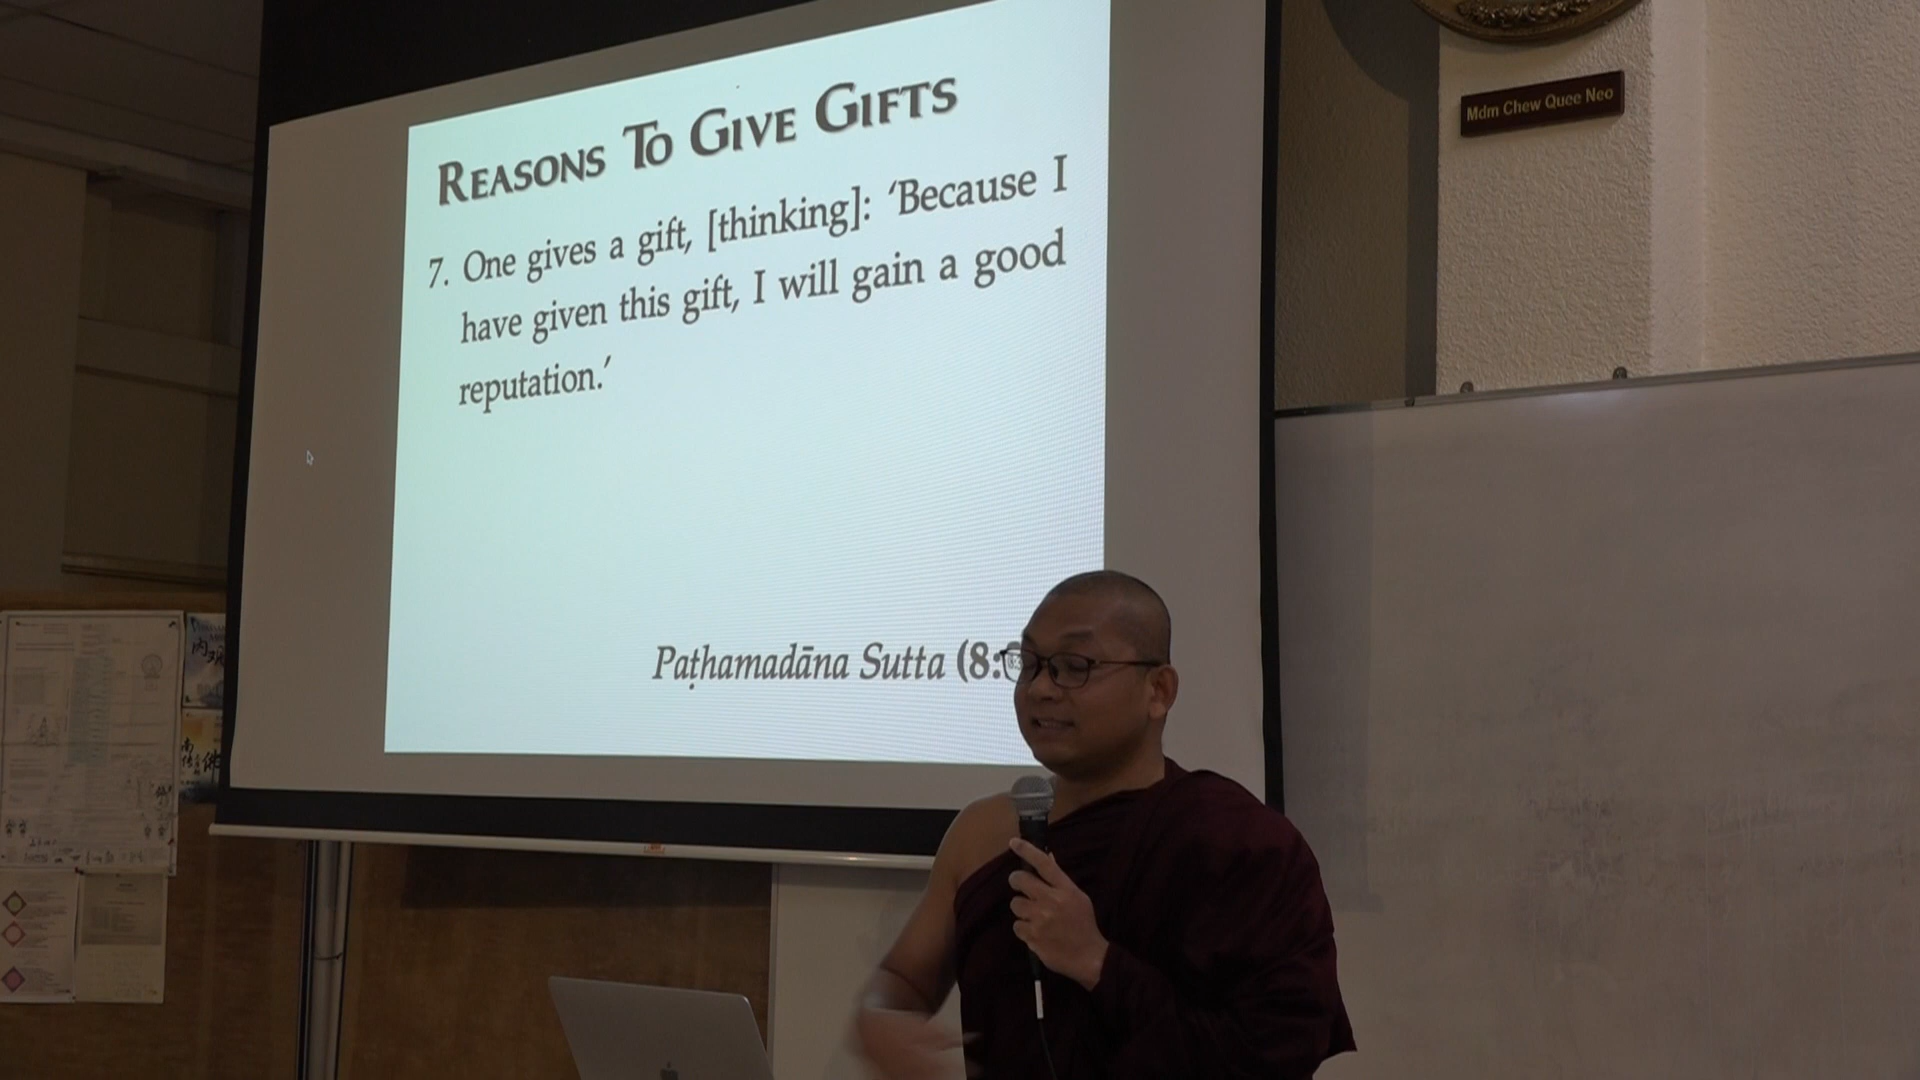 REASONS TO GIVE GIFTS
7. One gives a gift, [thinking]: ‘Because I
have given this gift, I will gain a good
reputation.’
Paṭhamadāna Sutta (8:
Mdm Chew Quee Neo